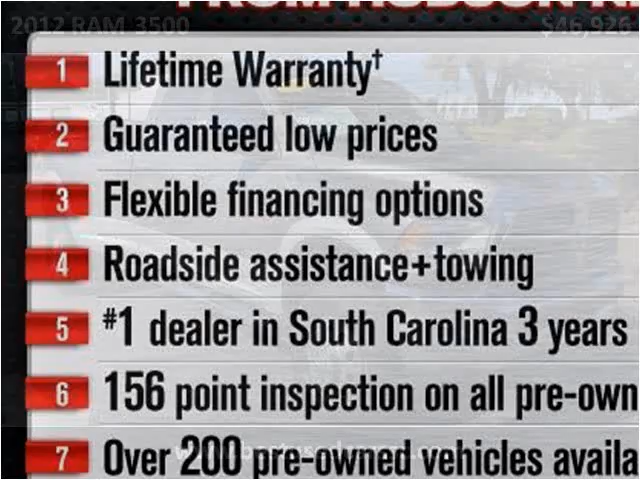 2012 RAM 3500 $46,926
FROM HUDSON
1 Lifetime Warranty†
2 Guaranteed low prices
3 Flexible financing options
4 Roadside assistance+towing
5 #1 dealer in South Carolina 3 years
6 156 point inspection on all pre-own
7 Over 200 pre-owned vehicles availa